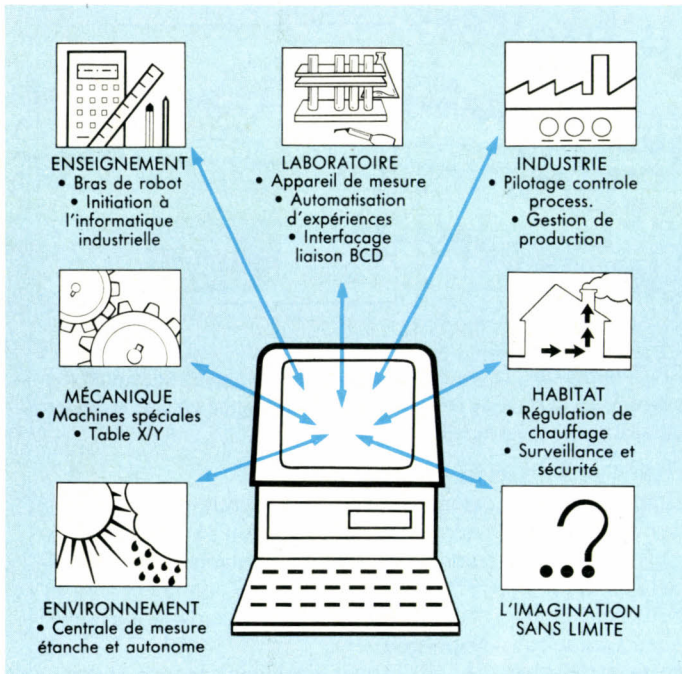 ENSEIGNEMENT
• Bras de robot
• Initiation à
l'informatique
industrielle
LABORATOIRE
• Appareil de mesure
• Automatisation
d'expériences
• Interfaçage
liaison BCD
INDUSTRIE
• Pilotage controle
process.
• Gestion de
production
MÉCANIQUE
• Machines spéciales
• Table X/Y
HABITAT
• Régulation de
chauffage
• Surveillance et
sécurité
ENVIRONNEMENT
• Centrale de mesure
étanche et autonome
L'IMAGINATION
SANS LIMITE